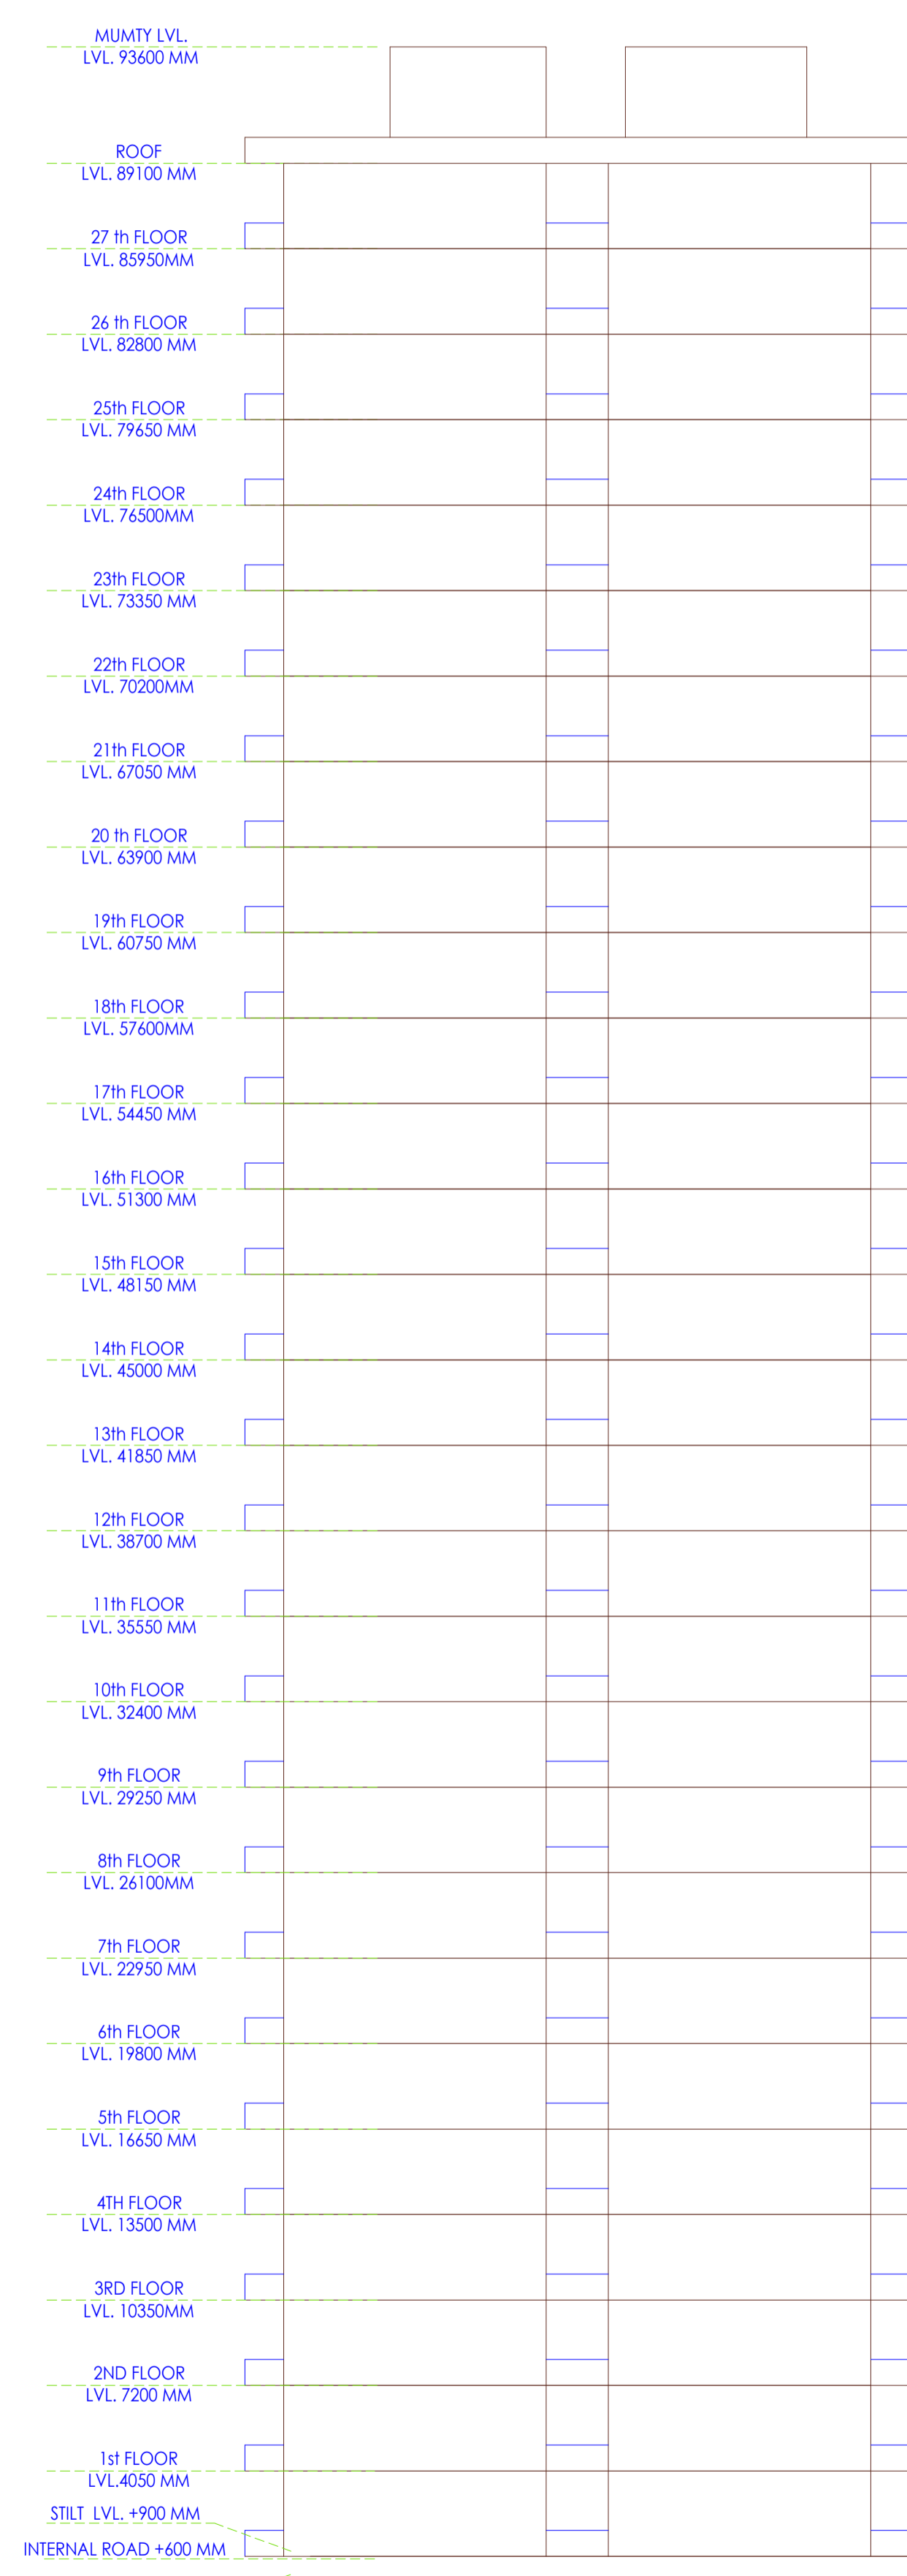 MUMTY LVL.
LVL. 93600 MM
ROOF
LVL. 89100 MM
27 th FLOOR
LVL. 85950MM
26 th FLOOR
LVL. 82800 MM
25th FLOOR
LVL. 79650 MM
24th FLOOR
LVL. 76500MM
23th FLOOR
LVL. 73350 MM
22th FLOOR
LVL. 70200MM
21th FLOOR
LVL. 67050 MM
20 th FLOOR
LVL. 63900 MM
19th FLOOR
LVL. 60750 MM
18th FLOOR
LVL. 57600MM
17th FLOOR
LVL. 54450 MM
16th FLOOR
LVL. 51300 MM
15th FLOOR
LVL. 48150 MM
14th FLOOR
LVL. 45000 MM
13th FLOOR
LVL. 41850 MM
12th FLOOR
LVL. 38700 MM
11th FLOOR
LVL. 35550 MM
10th FLOOR
LVL. 32400 MM
9th FLOOR
LVL. 29250 MM
8th FLOOR
LVL. 26100MM
7th FLOOR
LVL. 22950 MM
6th FLOOR
LVL. 19800 MM
5th FLOOR
LVL. 16650 MM
4TH FLOOR
LVL. 13500 MM
3RD FLOOR
LVL. 10350MM
2ND FLOOR
LVL. 7200 MM
1st FLOOR
LVL.4050 MM
STILT LVL. +900 MM
INTERNAL ROAD +600 MM